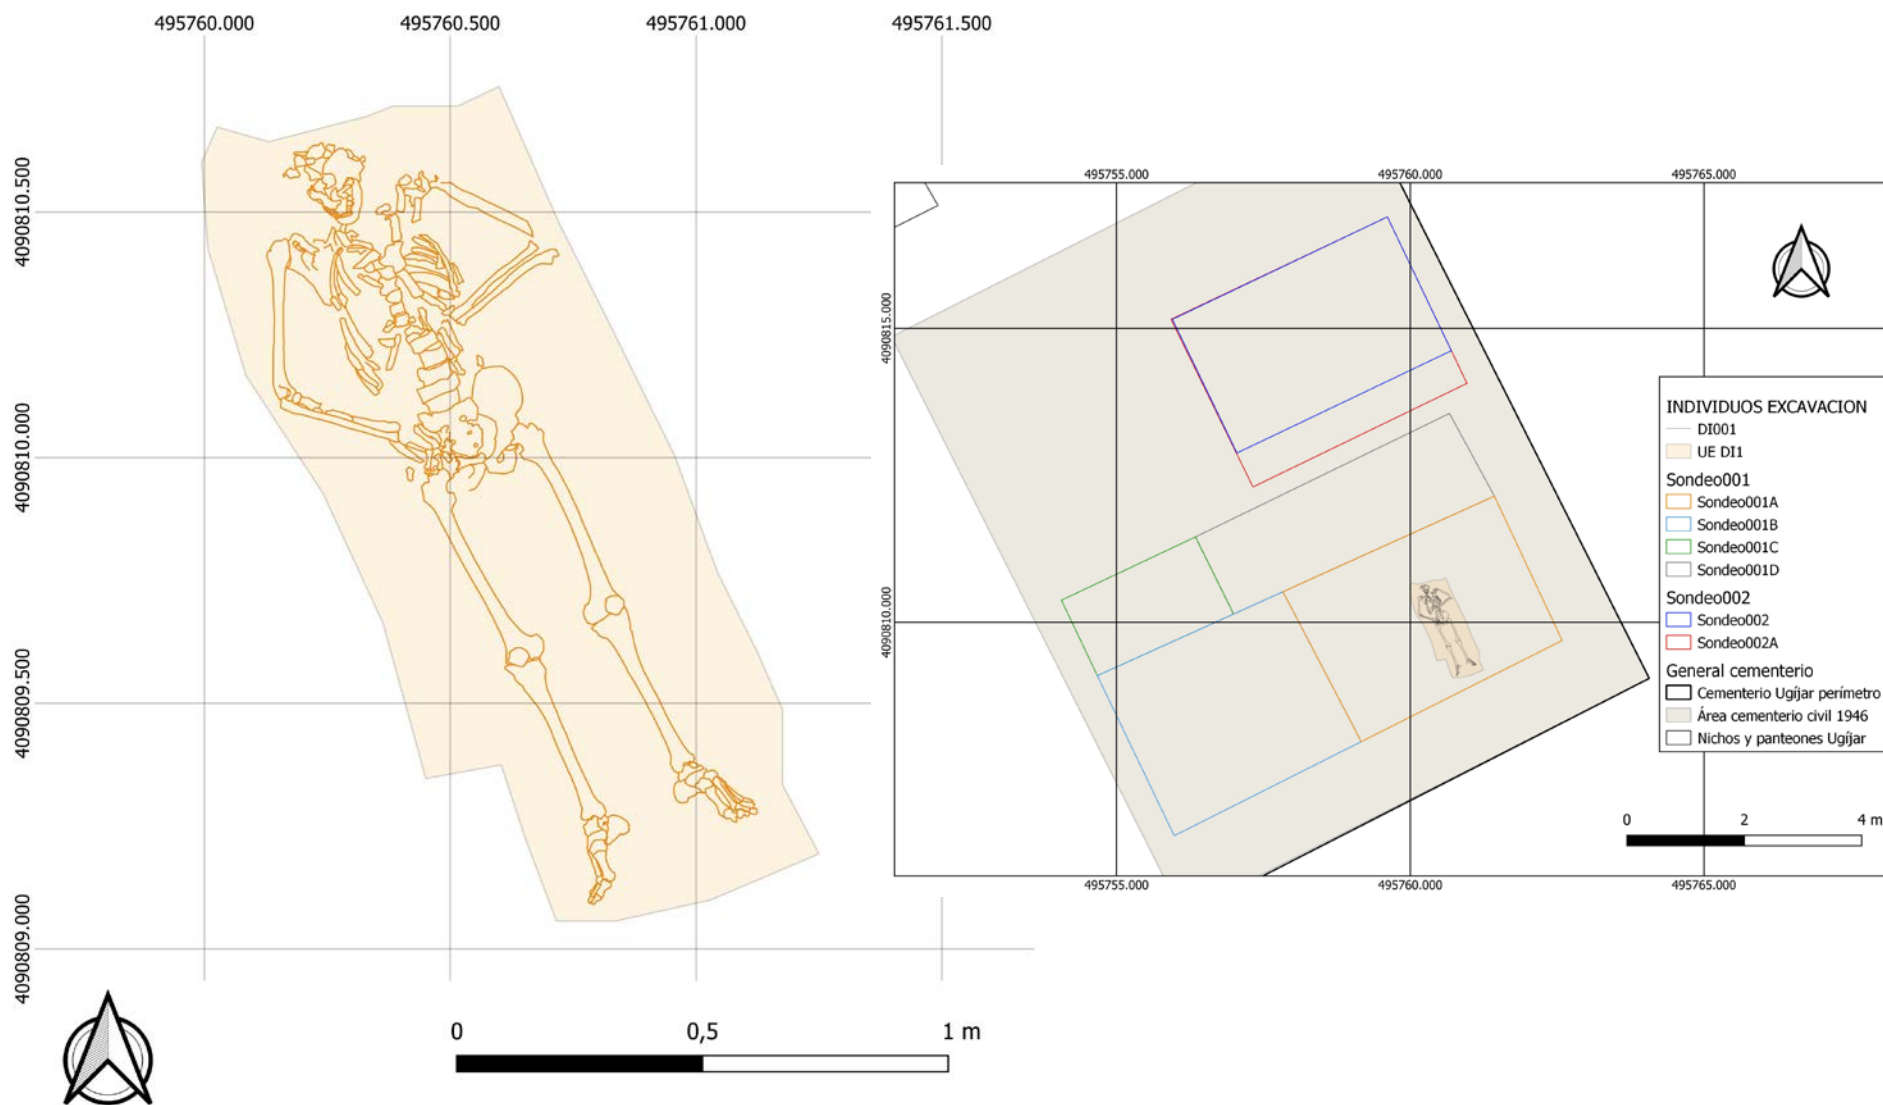 495760.000 495760.500 495761.000 495761.500
4090810.500
4090810.000
4090809.500
4090809.000
0 0,5 1 m
495755.000 495760.000 495765.000
4090815.000
4090810.000
INDIVIDUOS EXCAVACION
DI001
UE DI1
Sondeo001
Sondeo001A
Sondeo001B
Sondeo001C
Sondeo001D
Sondeo002
Sondeo002
Sondeo002A
General cementerio
Cementerio Ugíjar perímetro
Área cementerio civil 1946
Nichos y panteones Ugíjar
0 2 4 m
495755.000 495760.000 495765.000